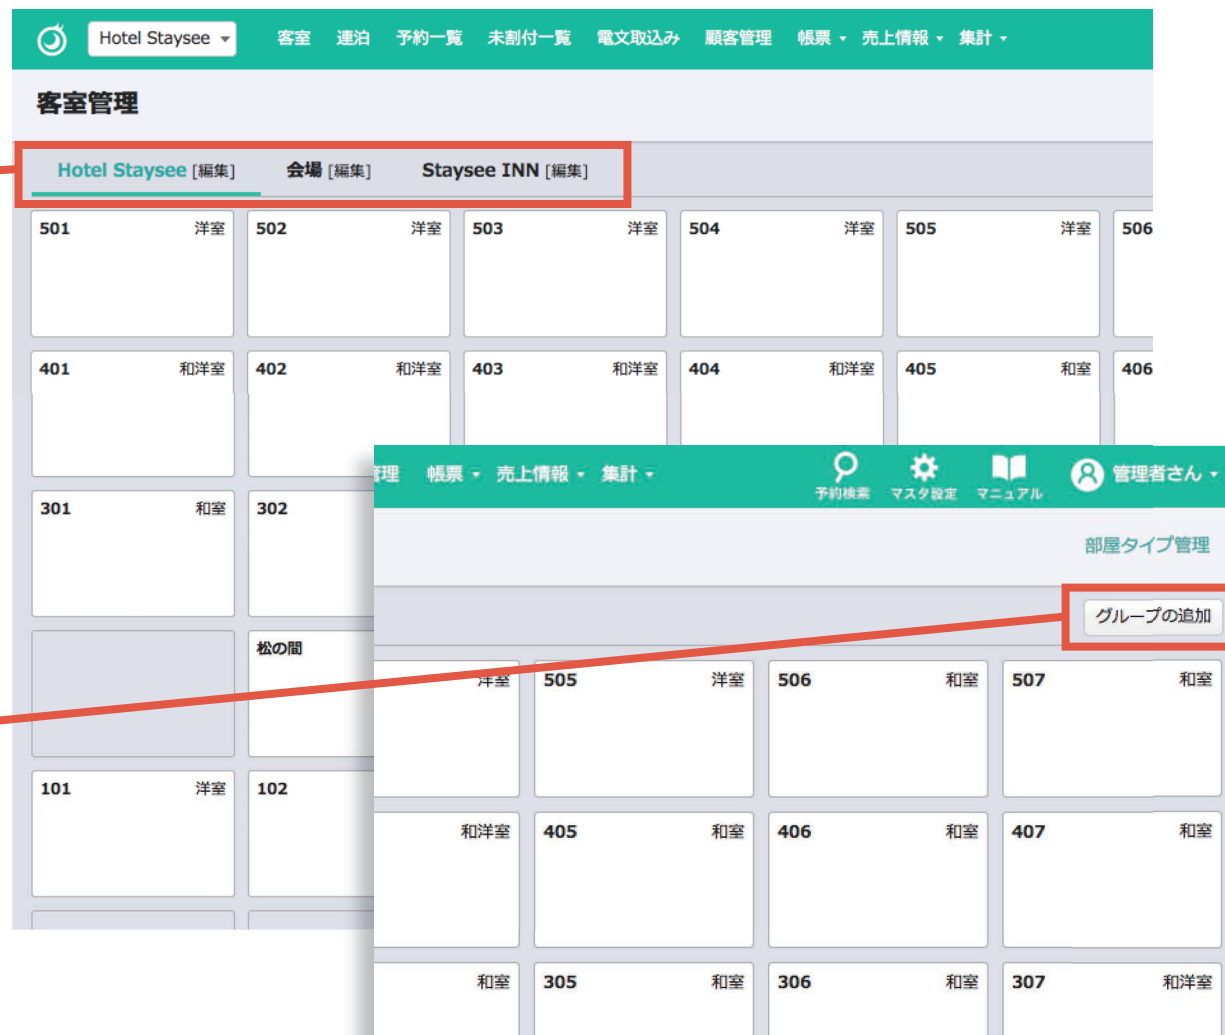 Hotel Staysee 客室 連泊 予約一覧 未割付一覧 電文取込み 顧客管理 帳票 売上情報 集計
客室管理
Hotel Staysee [編集] 会場 [編集] Staysee INN [編集]
501 洋室 502 洋室 503 洋室 504 洋室 505 洋室 506
401 和洋室 402 和洋室 403 和洋室 404 和洋室 405 和室 406
301 和室 302
松の間
101 洋室 102
管理 帳票 売上情報 集計 予約検索 マスタ設定 マニュアル 管理者さん
部屋タイプ管理
グループの追加
洋室 505 洋室 506 和室 507 和室
和洋室 405 和室 406 和室 407 和室
和室 305 和室 306 和室 307 和洋室